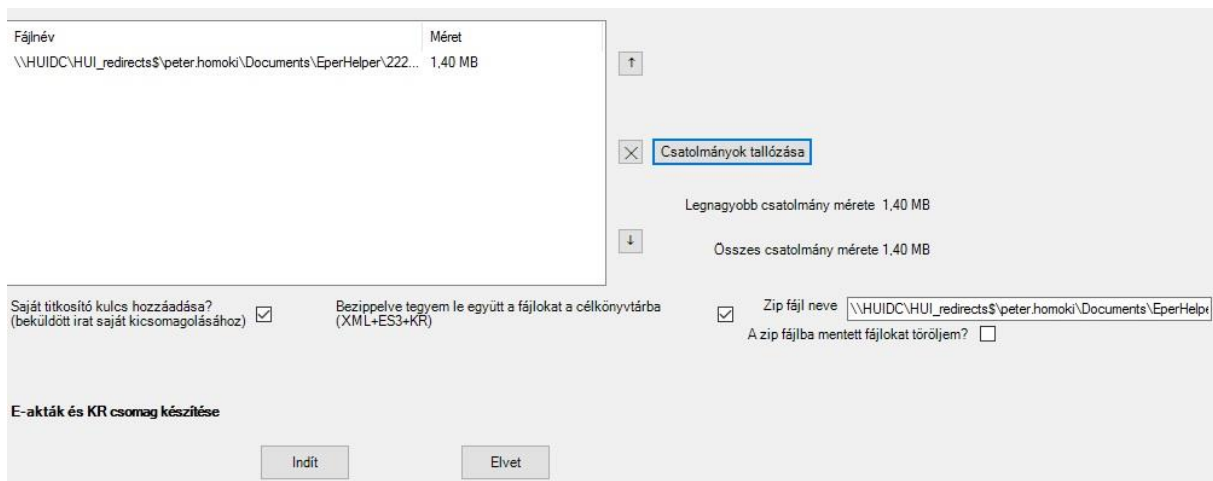 Fájlnév Méret
\\HUIDC\HUI_redirects$\peter.homoki\Documents\EperHelper\222... 1,40 MB
↑
Csatolmányok tallózása
Legnagyobb csatolmány mérete 1,40 MB
↓
Összes csatolmány mérete 1,40 MB
Saját titkosító kulcs hozzáadása?
(beküldött irat saját kicsomagolásához)
Bezippelve tegyem le együtt a fájlokat a célkönyvtárba
(XML+ES3+KR)
Zip fájl neve \\HUIDC\HUI_redirects$\peter.homoki\Documents\EperHelpe
A zip fájlba mentett fájlokat töröljem?
E-akták és KR csomag készítése
Indít Elvet